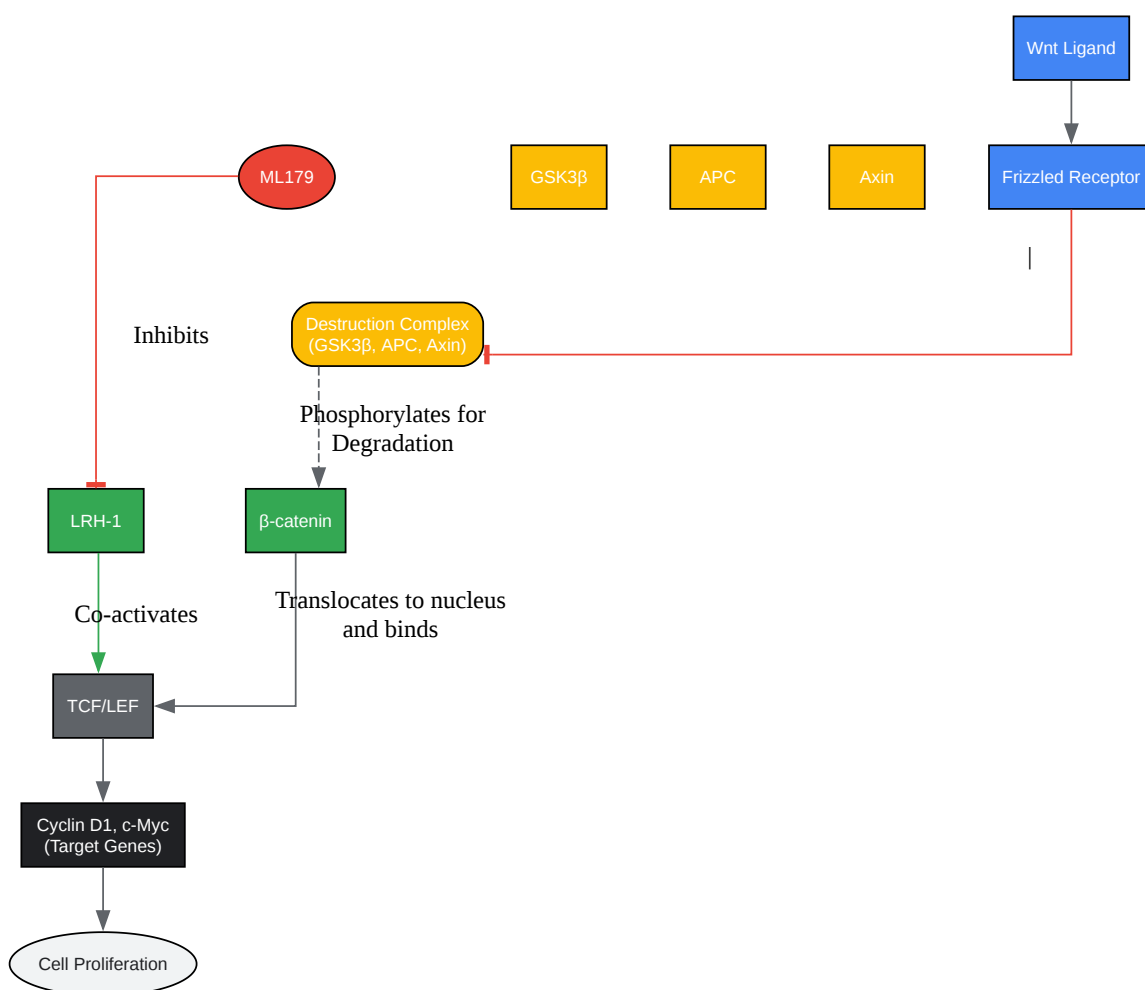 Wnt Ligand
ML179
GSK3β
APC
Axin
Frizzled Receptor
|
Inhibits
Destruction Complex
(GSK3β, APC, Axin)
Phosphorylates for
Degradation
LRH-1
β-catenin
Co-activates
Translocates to nucleus
and binds
TCF/LEF
Cyclin D1, c-Myc
(Target Genes)
Cell Proliferation